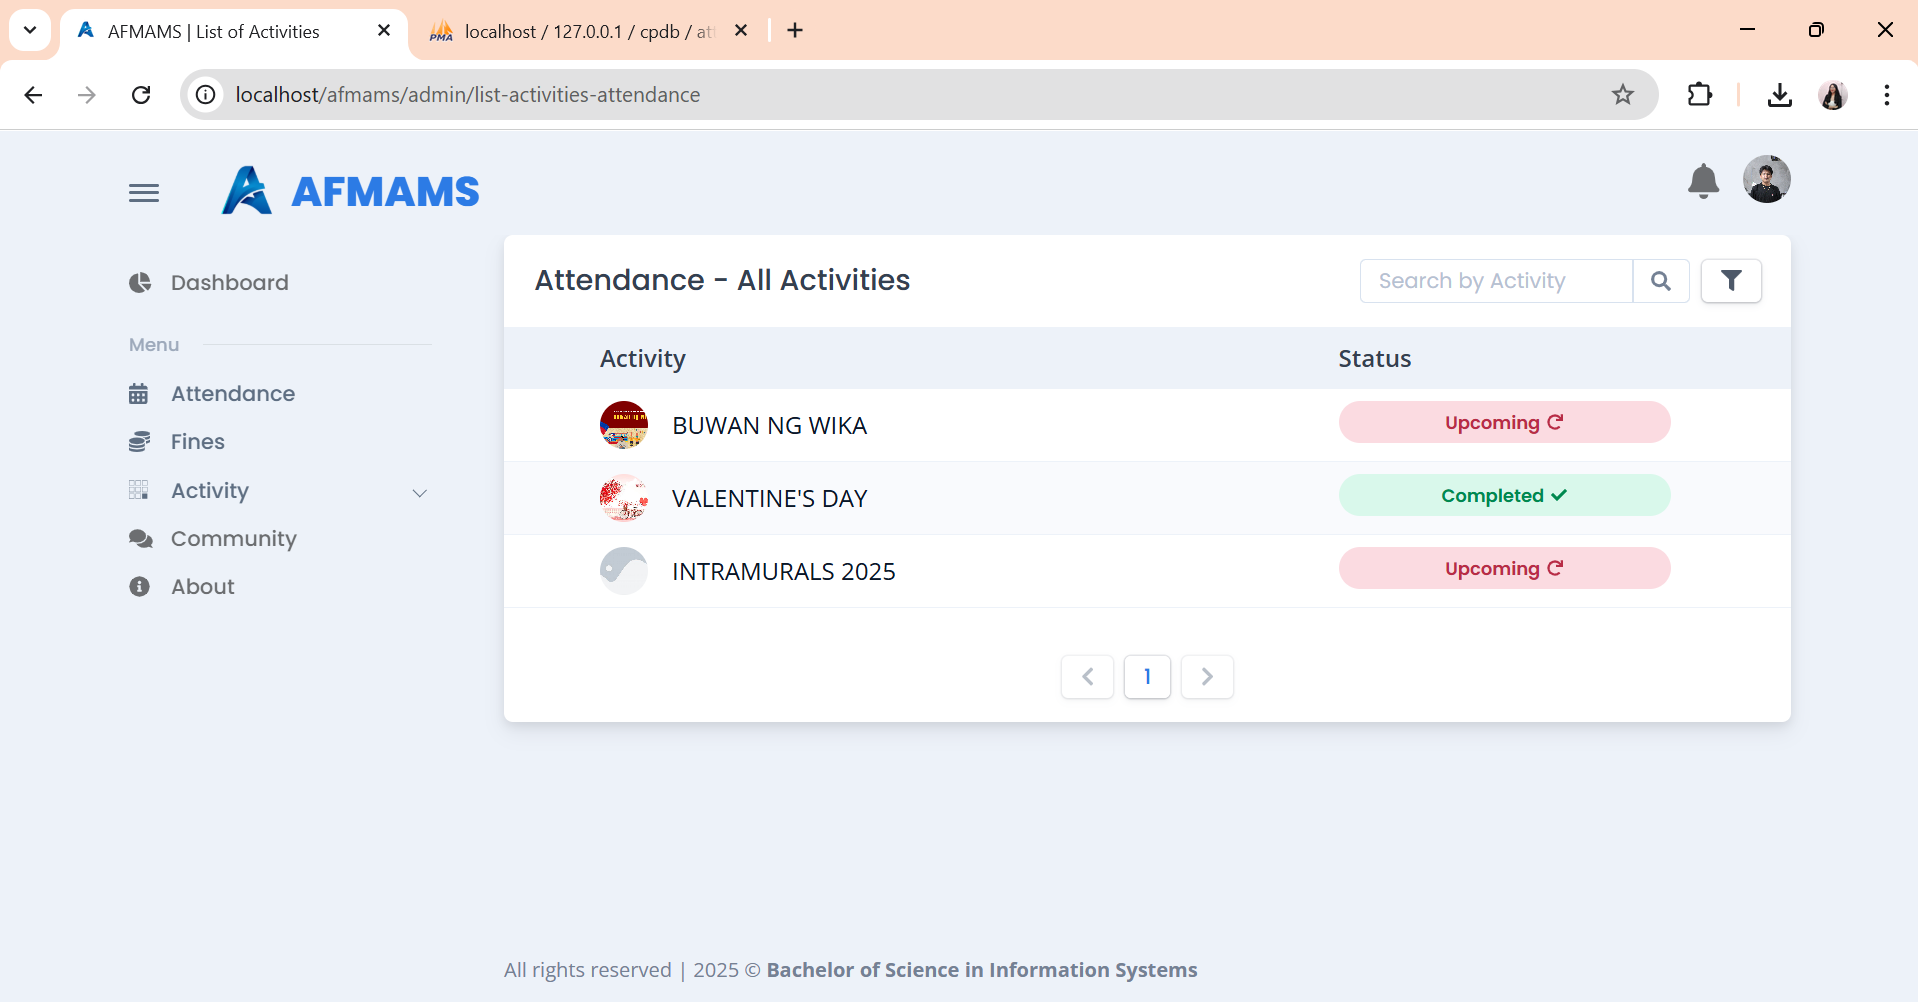 AFMAMS | List of Activities
localhost / 127.0.0.1 / cpdb / at
localhost/afmams/admin/list-activities-attendance
AFMAMS
Dashboard
Menu
Attendance
Fines
Activity
Community
About
Attendance - All Activities
Search by Activity
Activity Status
BUWAN NG WIKA Upcoming
VALENTINE'S DAY Completed
INTRAMURALS 2025 Upcoming
1
All rights reserved | 2025 © Bachelor of Science in Information Systems